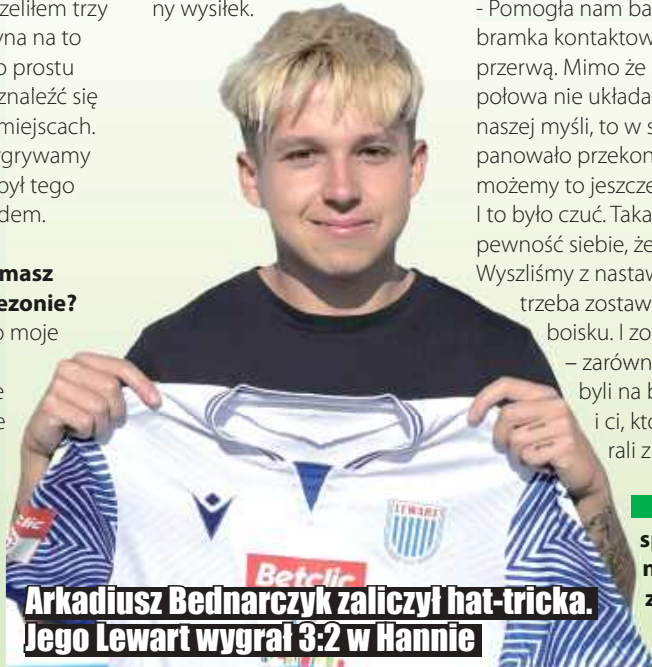 zeliłem trzy
yna na to
o prostu
znaleźć się
miejscach.
grywamy
był tego
dem.
masz
ezonie?
o moje
e
e
ny wysiłek.
- Pomogła nam ba
bramka kontaktow
przerwą. Mimo że
połowa nie układa
naszej myśli, to w s
panowało przekon
możemy to jeszcze
I to było czuć. Taka
pewność siebie, że
Wyszliśmy z nastaw
trzeba zostaw
boisku. I zo
– zarówn
byli na b
i ci, kto
rali z
s
n
z
clic
LEWART
Betclic
Arkadiusz Bednarczyk zaliczył hat-tricka.
Jego Lewart wygrał 3:2 w Hannie